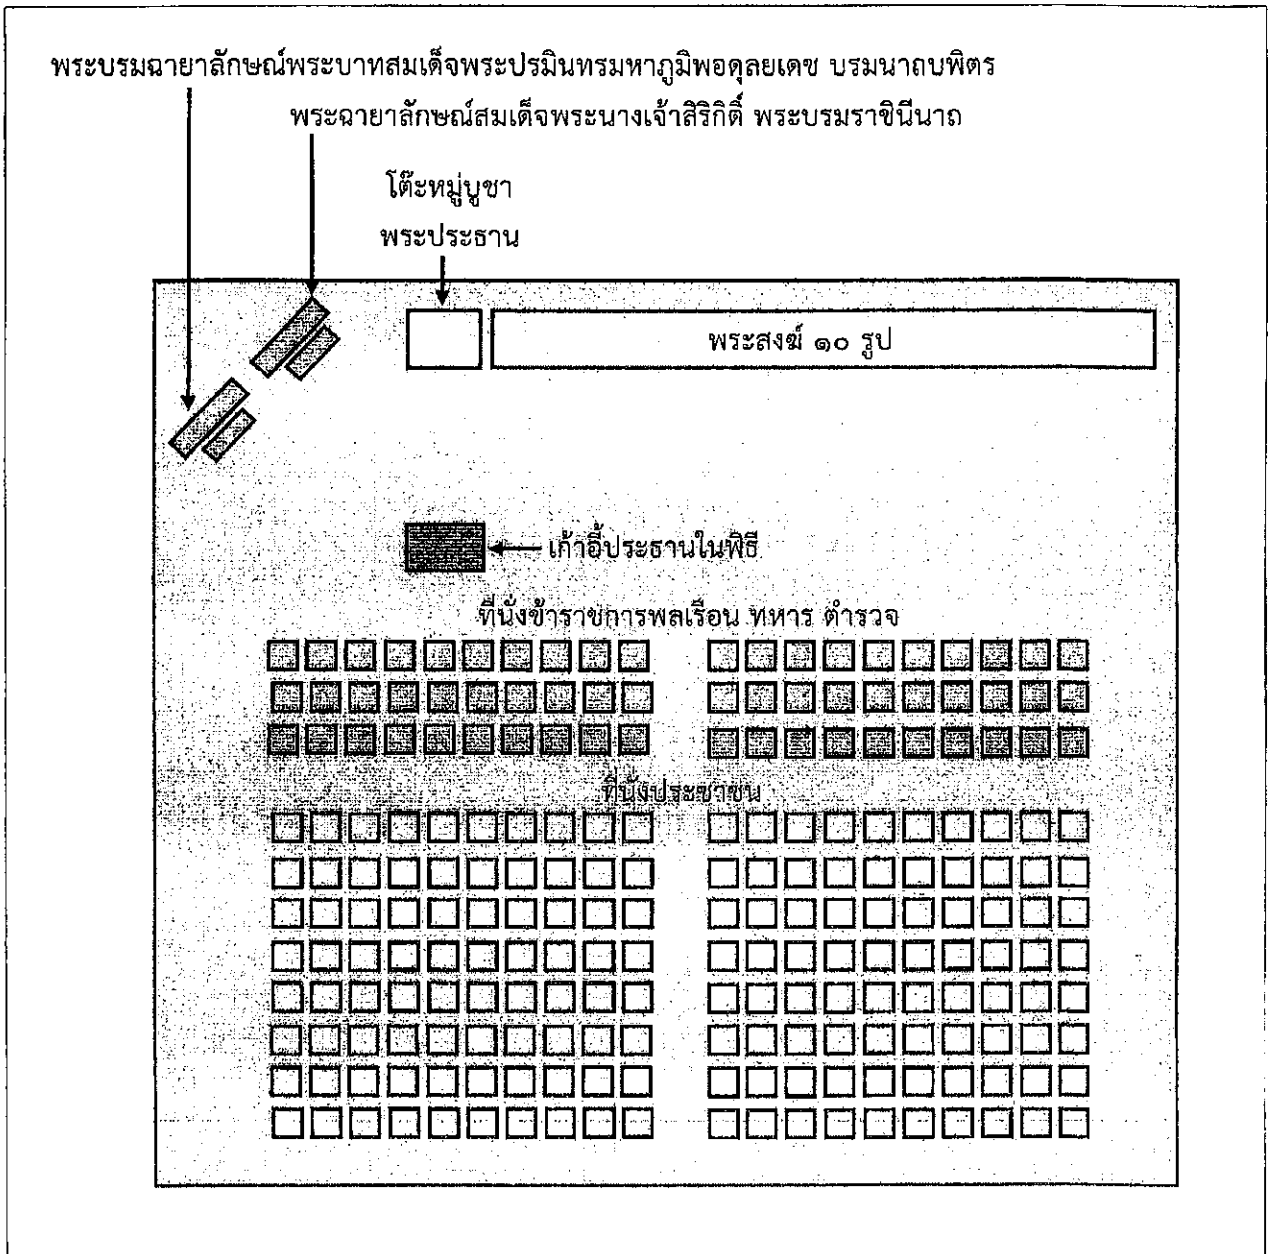 พระบรมฉายาลักษณ์พระบาทสมเด็จพระปรมินทรมหาภูมิพอดุลยเดช บรมนาถบพิตร
พระฉายาลักษณ์สมเด็จพระนางเจ้าสิริกิติ์ พระบรมราชินีนาถ
โต๊ะหมู่บูชา
พระประธาน
พระสงฆ์ ๑๐ รูป
เก้าอี้ประธานในพิธี
ที่นั่งข้าราชการพลเรือน ทหาร ตำรวจ
ที่นั่งประชาชน